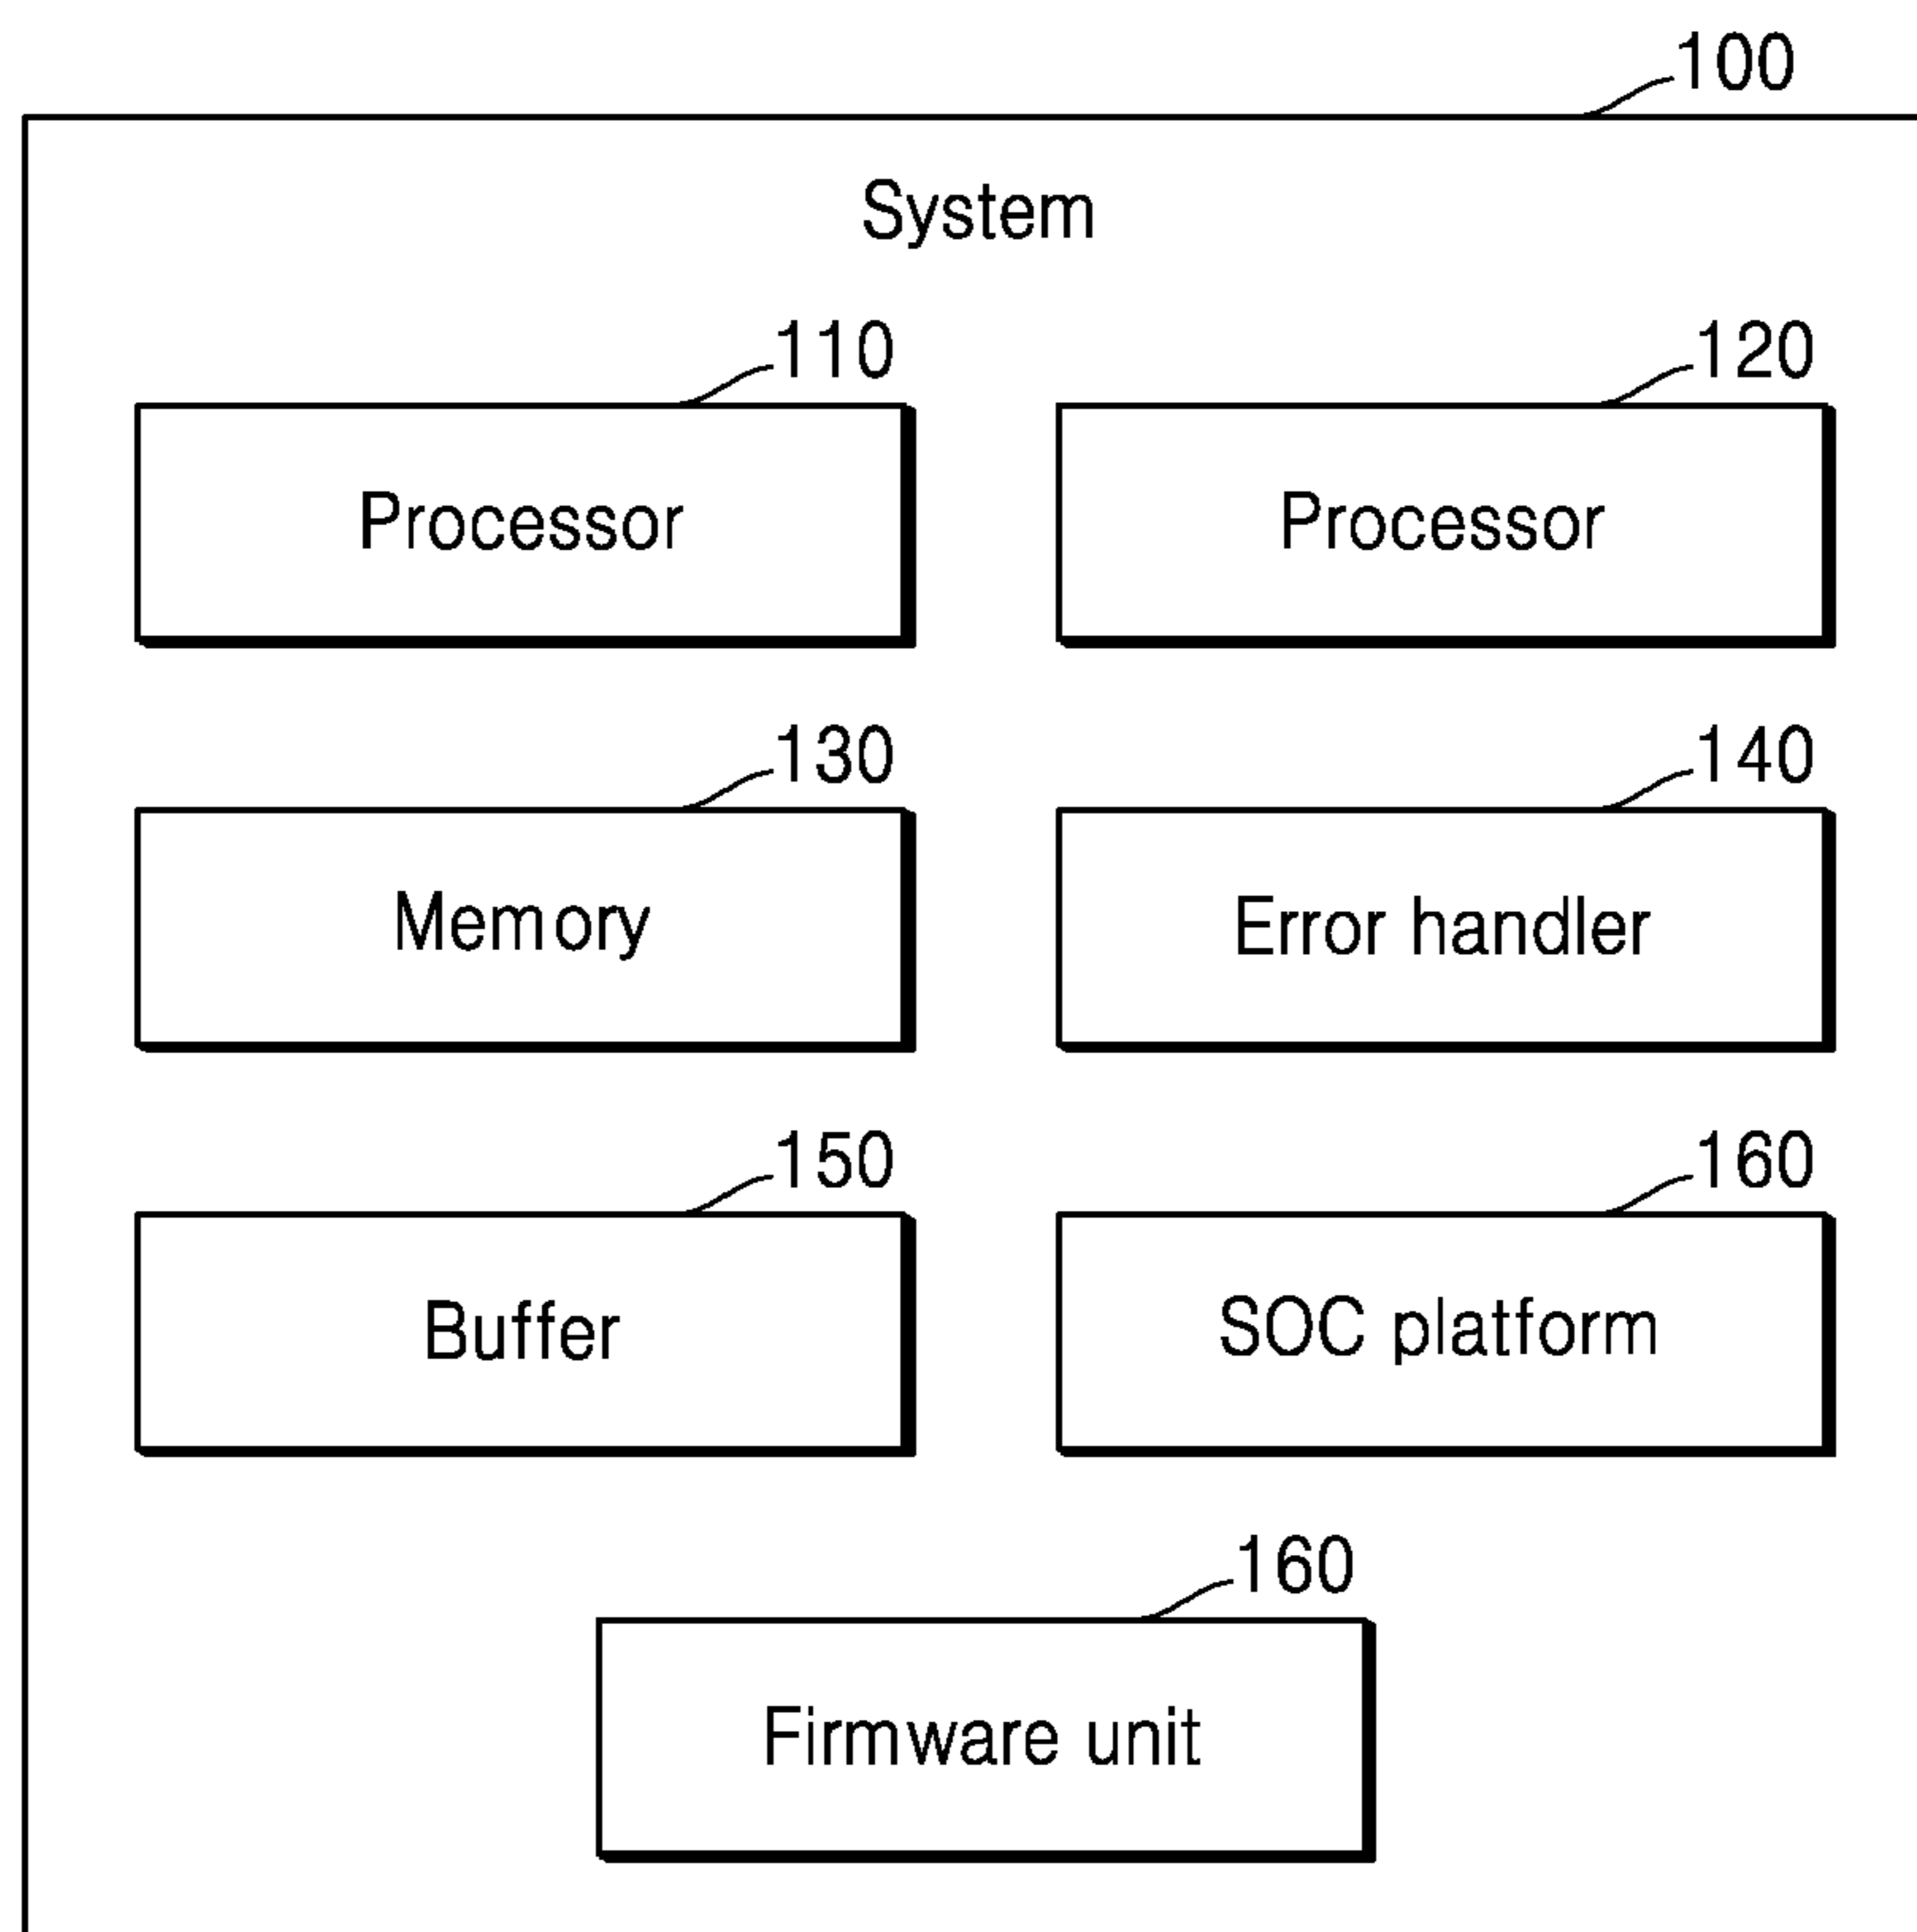 100
System
110
120
Processor
Processor
130
140
Memory
Error handler
150
160
Buffer
SOC platform
160
Firmware unit